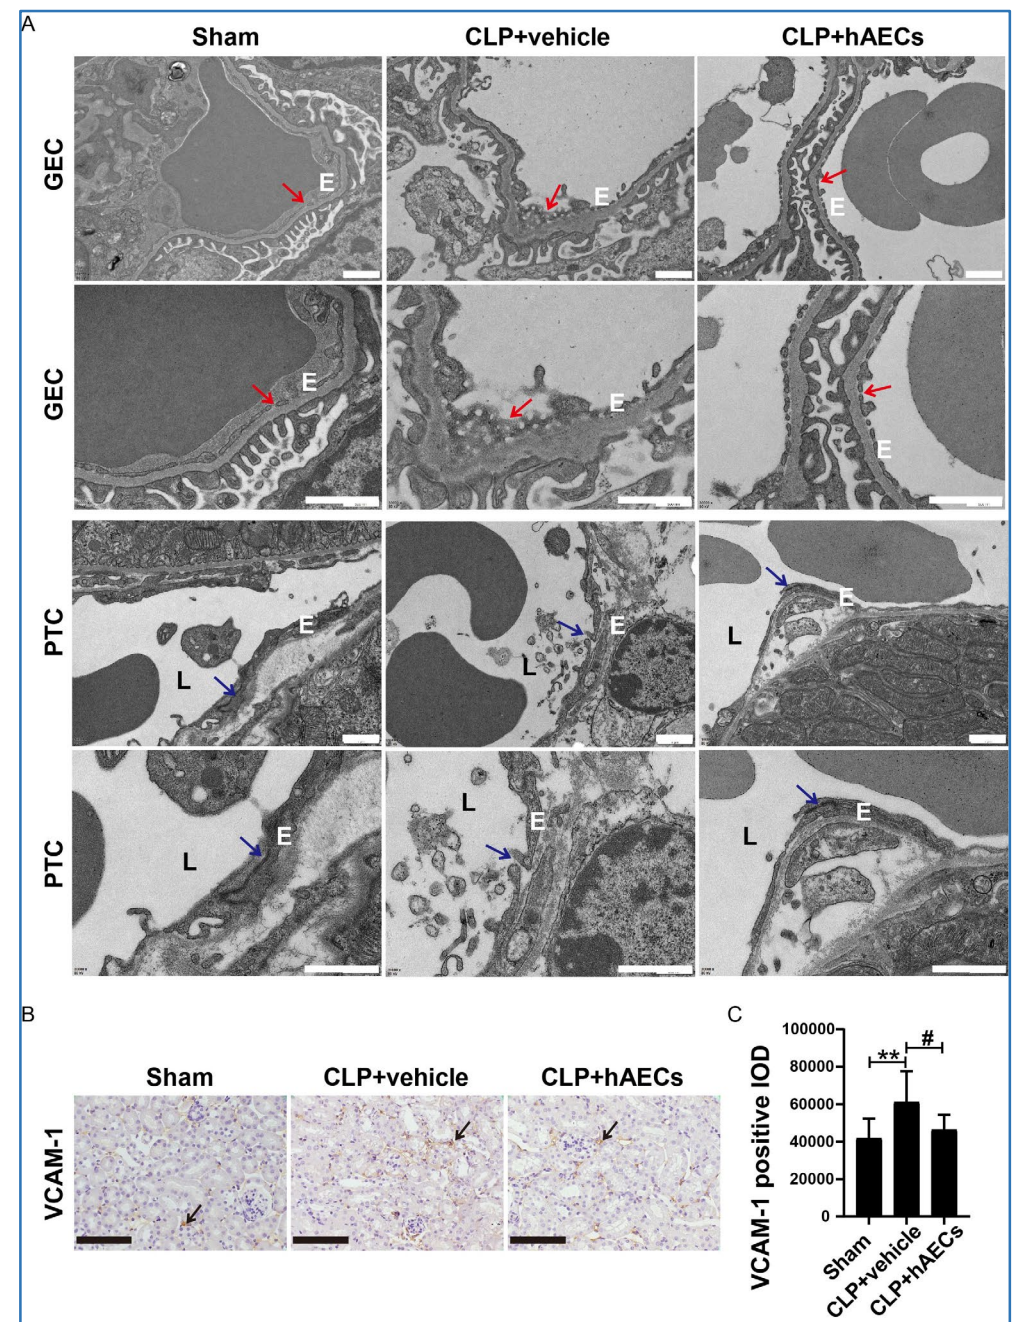 A
Sham CLP+vehicle CLP+hAECs
GEC
E
E
E
GEC
E
E
E
PTC
L E
L E
L E
PTC
L E
L E
L E
B
Sham CLP+vehicle CLP+hAECs
VCAM-1
C
VCAM-1 positive IOD
100000
80000
60000
40000
20000
0
** #
Sham
CLP+vehicle
CLP+hAECs